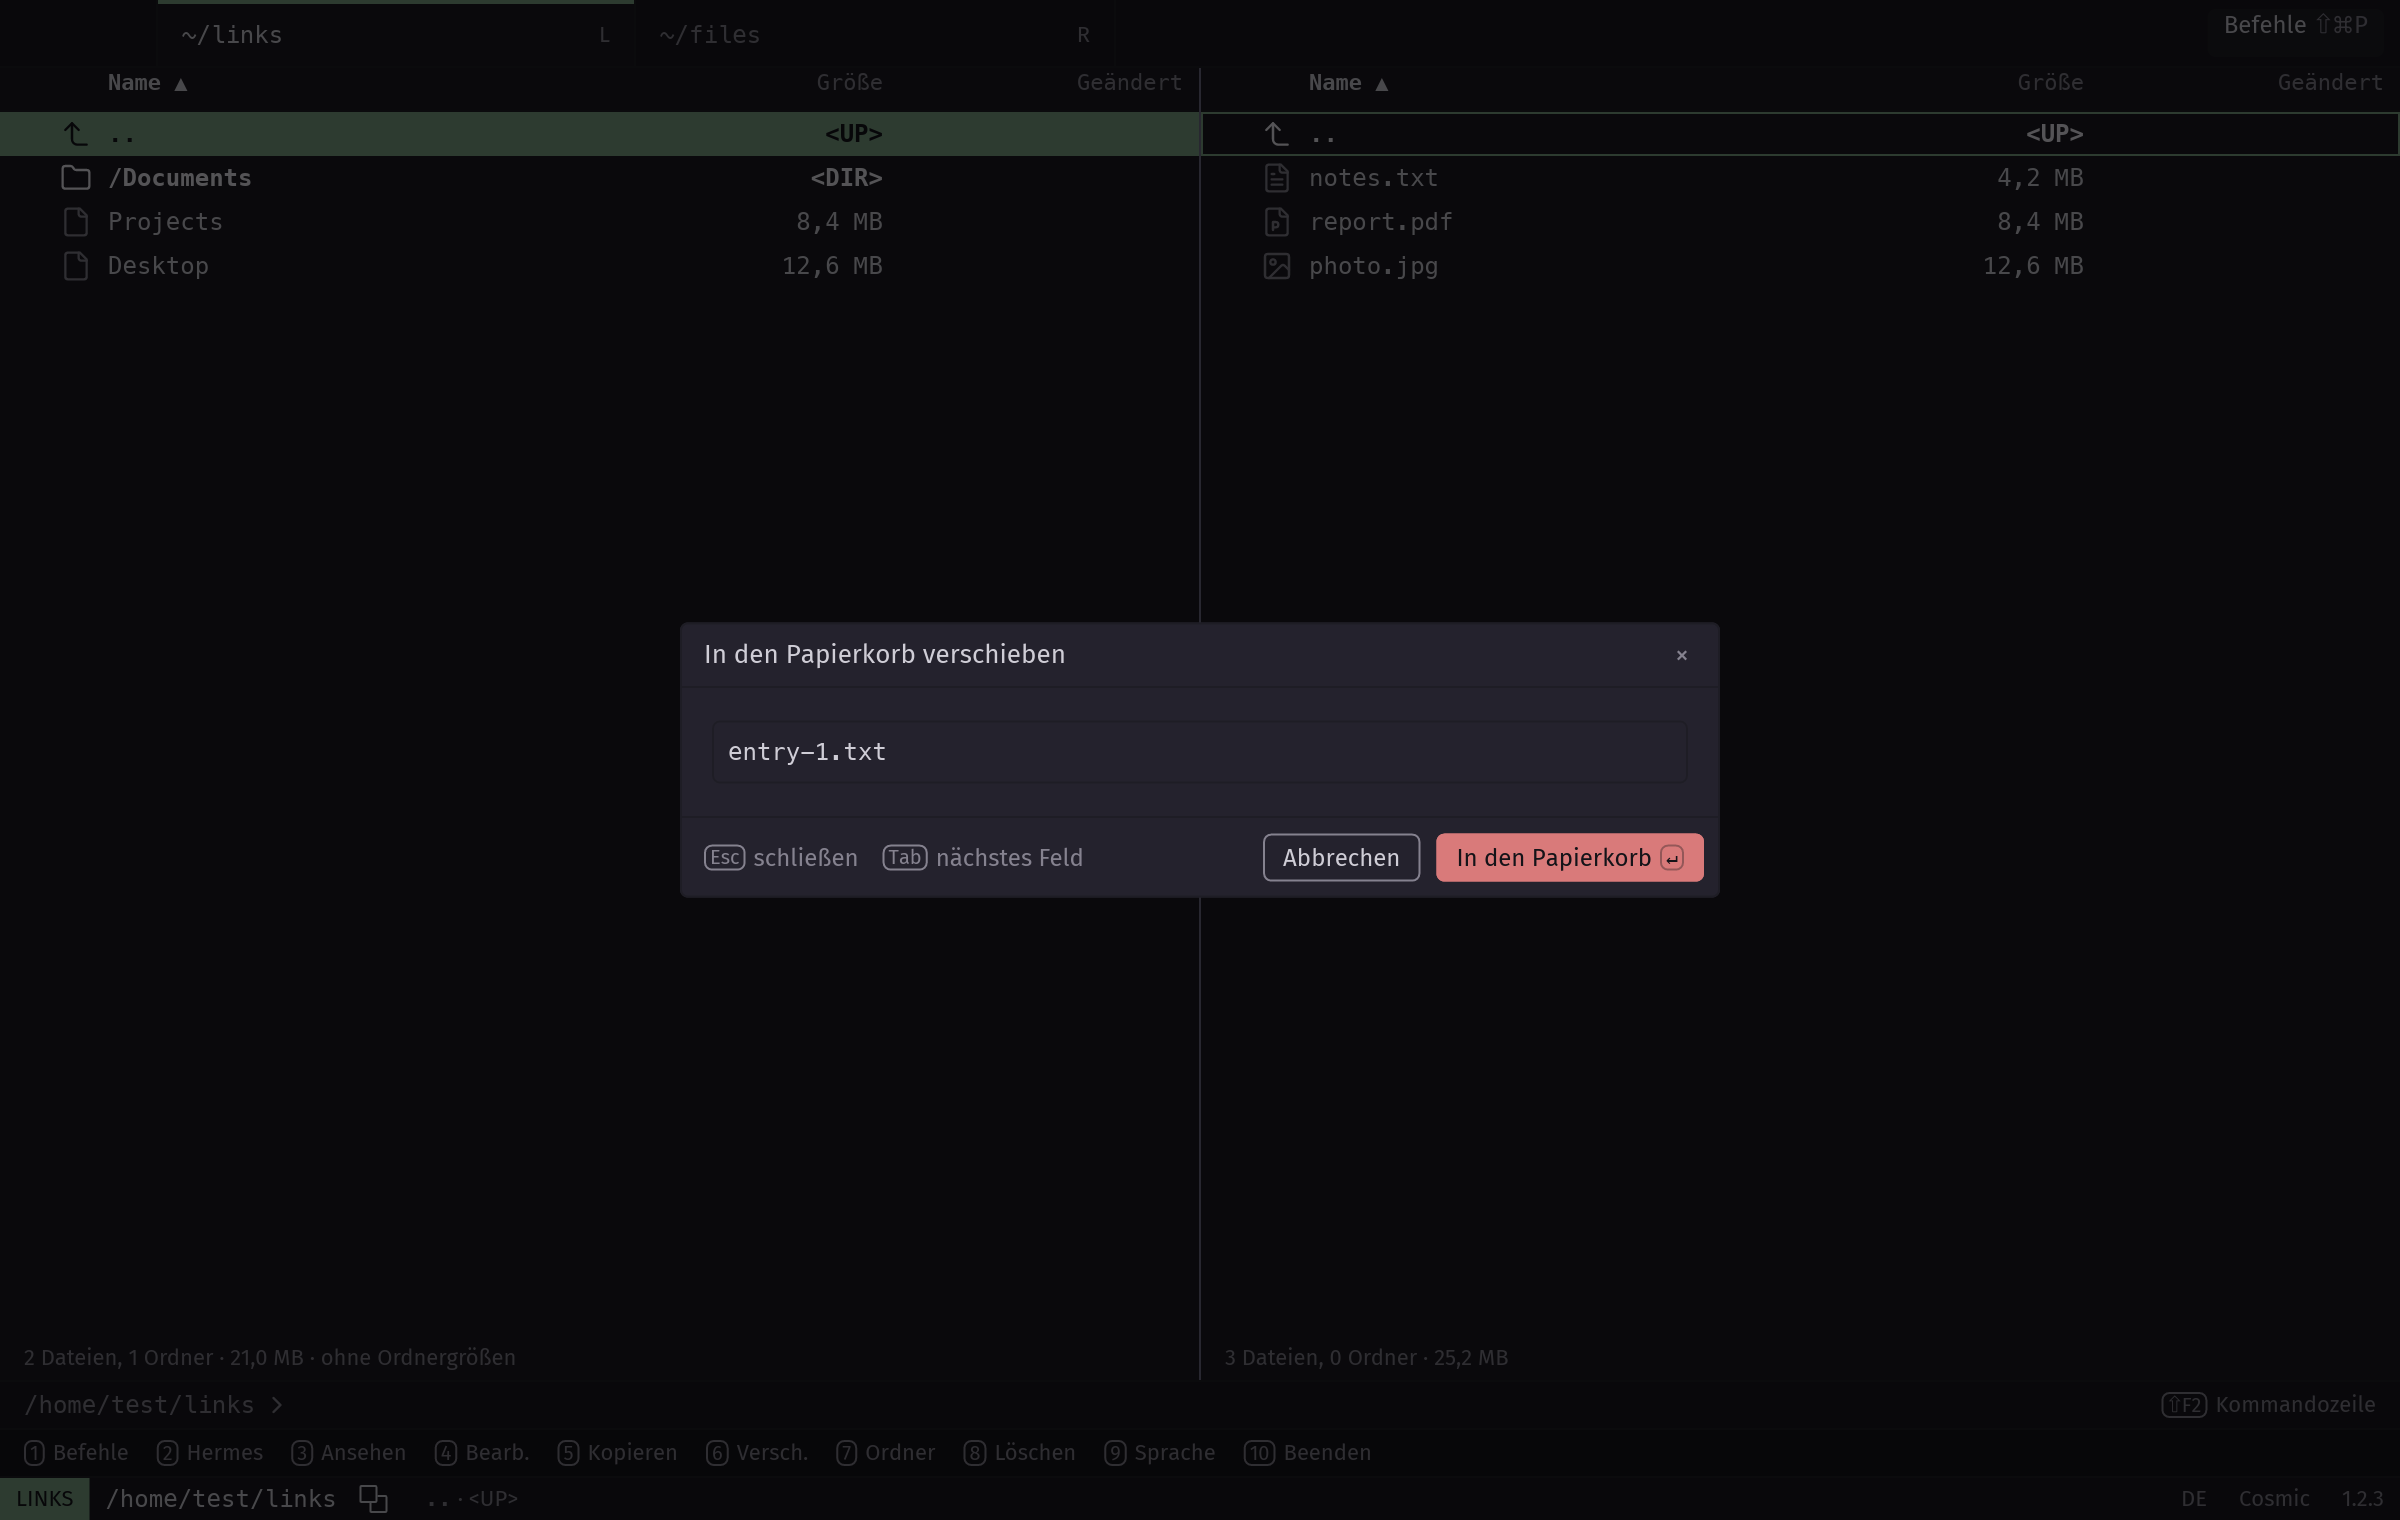 ~/links L ~/files R Befehle ⇧⌘P
Name ▲ Größe Geändert Name ▲ Größe Geändert
.. <UP> .. <UP>
/Documents <DIR> notes.txt 4,2 MB
Projects 8,4 MB report.pdf 8,4 MB
Desktop 12,6 MB photo.jpg 12,6 MB
In den Papierkorb verschieben ×
entry-1.txt
Esc schließen Tab nächstes Feld Abbrechen In den Papierkorb ↵
2 Dateien, 1 Ordner · 21,0 MB · ohne Ordnergrößen 3 Dateien, 0 Ordner · 25,2 MB
/home/test/links > ⇧F2 Kommandozeile
1 Befehle 2 Hermes 3 Ansehen 4 Bearb. 5 Kopieren 6 Versch. 7 Ordner 8 Löschen 9 Sprache 10 Beenden
LINKS /home/test/links .. · <UP> DE Cosmic 1.2.3